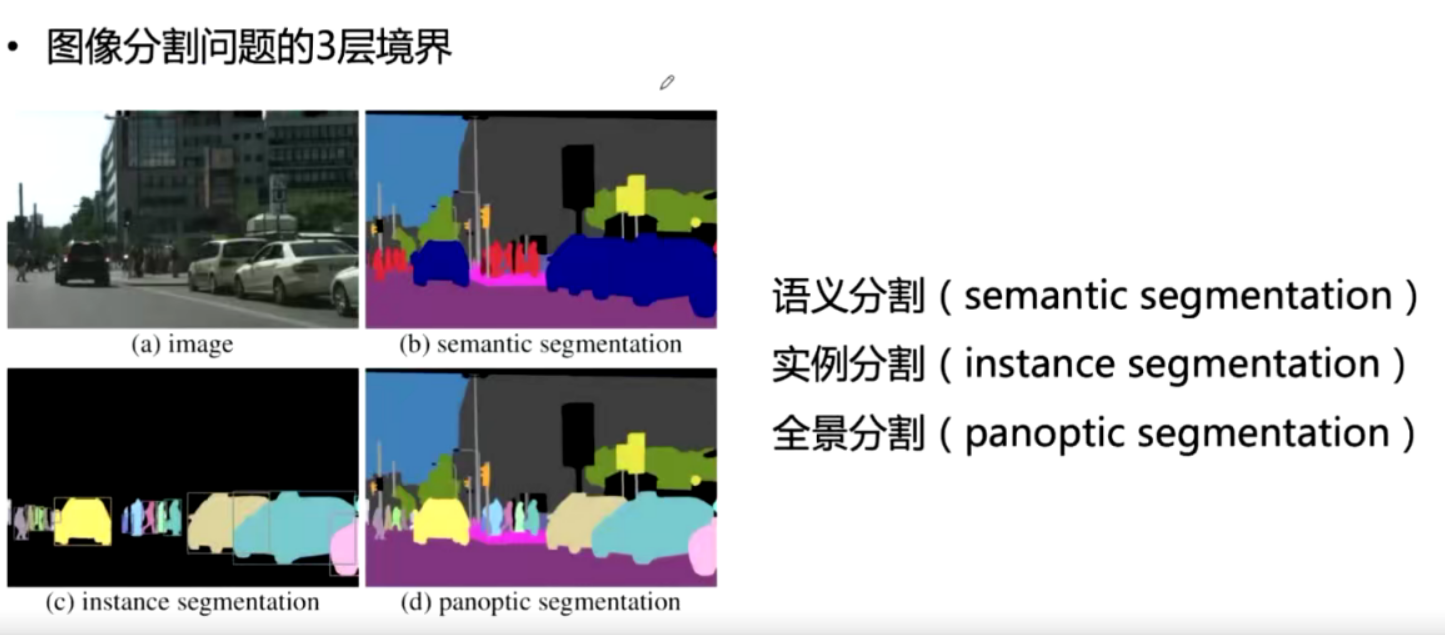 • 图像分割问题的3层境界
(a) image
(b) semantic segmentation
(c) instance segmentation
(d) panoptic segmentation
语义分割（semantic segmentation）
实例分割（instance segmentation）
全景分割（panoptic segmentation）